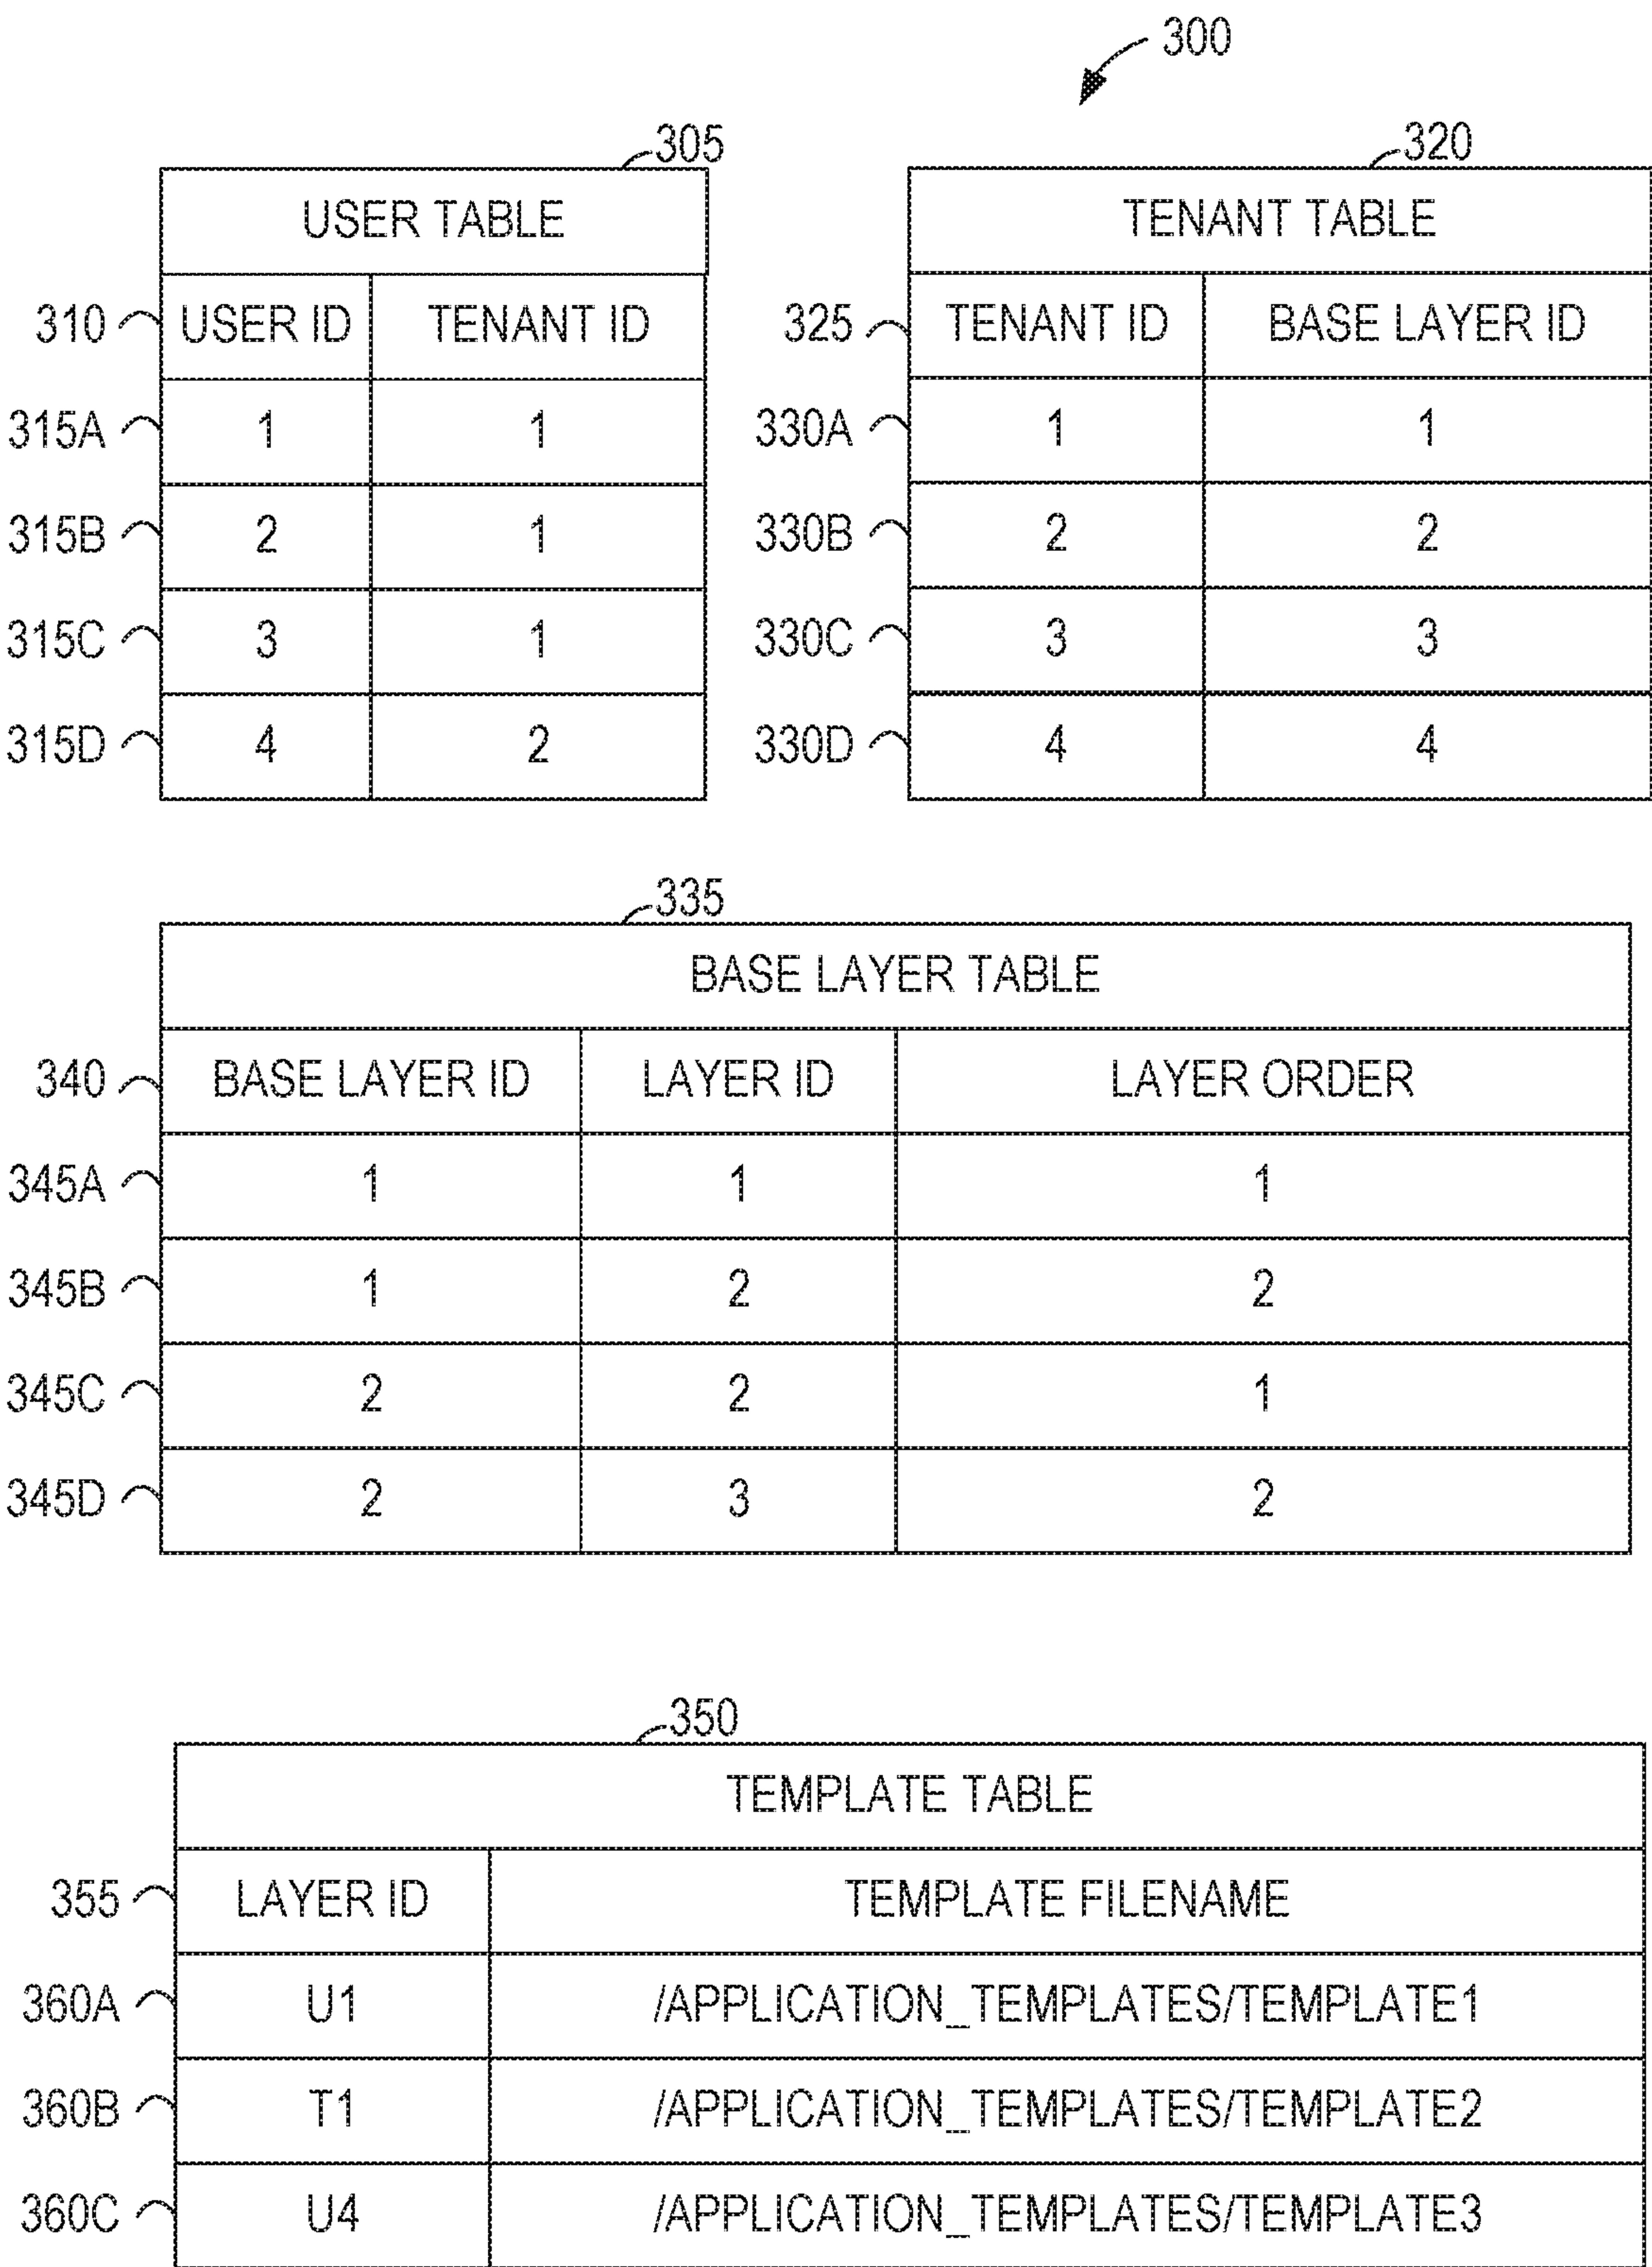 300
305
USER TABLE
310 USER ID TENANT ID
315A 1 1
315B 2 1
315C 3 1
315D 4 2
320
TENANT TABLE
325 TENANT ID BASE LAYER ID
330A 1 1
330B 2 2
330C 3 3
330D 4 4
335
BASE LAYER TABLE
340 BASE LAYER ID LAYER ID LAYER ORDER
345A 1 1 1
345B 1 2 2
345C 2 2 1
345D 2 3 2
350
TEMPLATE TABLE
355 LAYER ID TEMPLATE FILENAME
360A U1 /APPLICATION_TEMPLATES/TEMPLATE1
360B T1 /APPLICATION_TEMPLATES/TEMPLATE2
360C U4 /APPLICATION_TEMPLATES/TEMPLATE3